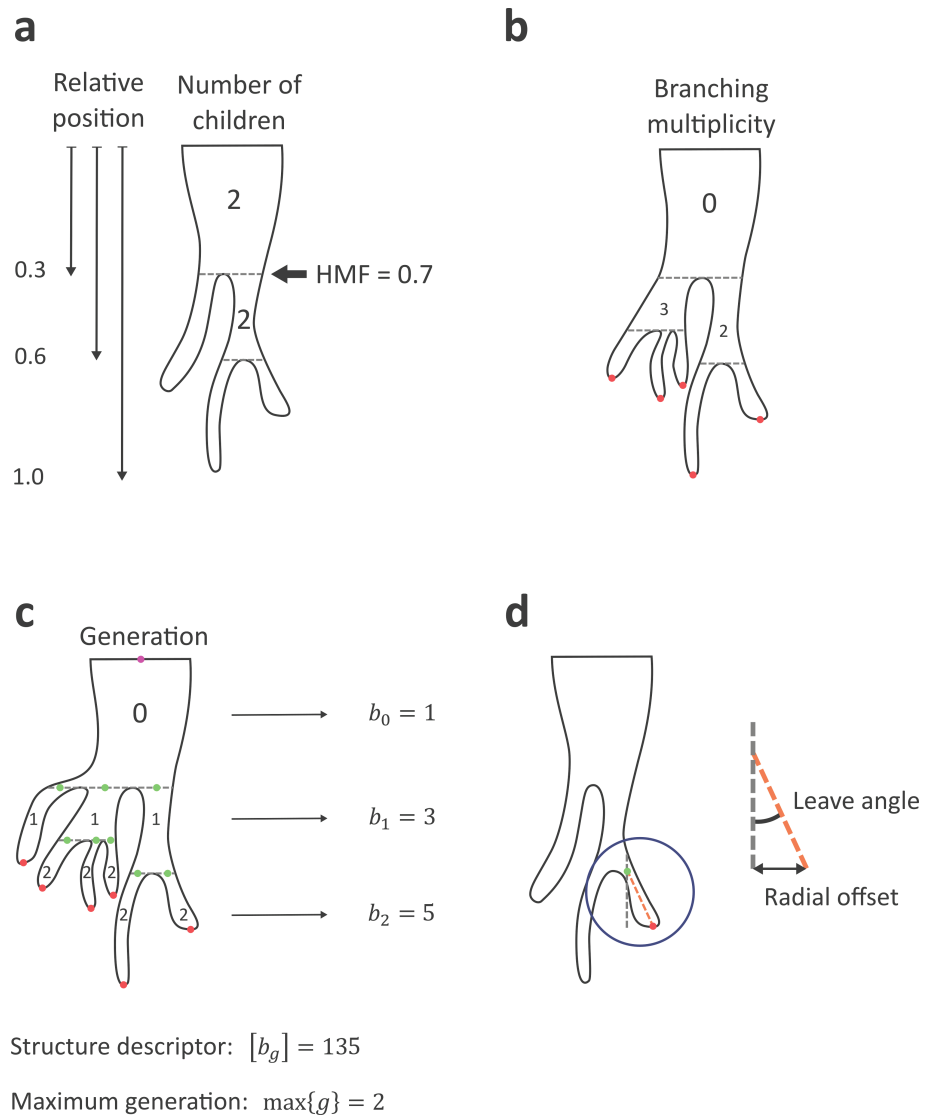 a
Relative
position
Number of
children
2
0.3
HMF = 0.7
2
0.6
1.0
b
Branching
multiplicity
0
3
2
c
Generation
0
b₀ = 1
1 1 1
b₁ = 3
2 2 2
2 2
b₂ = 5
Structure descriptor: [b_g] = 135
Maximum generation: max{g} = 2
d
Leave angle
Radial offset